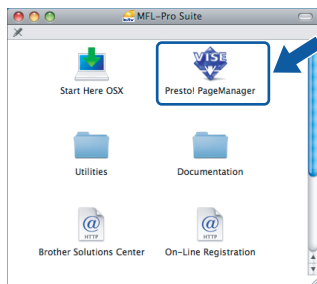 MFL-Pro Suite
VISE
Start Here OSX
Presto! PageManager
Utilities
Documentation
@
HTTP
@
HTTP
Brother Solutions Center
On-Line Registration